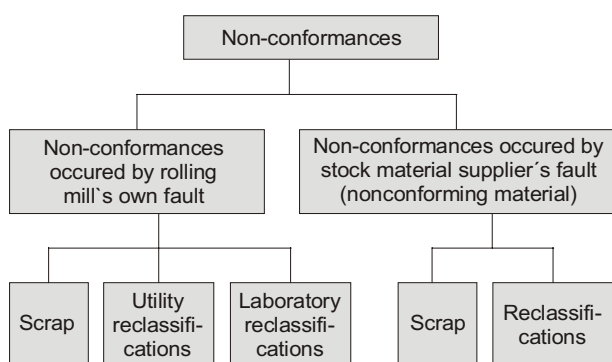 Non-conformances
Non-conformances
occured by rolling
mill`s own fault
Non-conformances occured by
stock material supplier´s fault
(nonconforming material)
Scrap
Utility
reclassifi-
cations
Laboratory
reclassifi-
cations
Scrap
Reclassifi-
cations